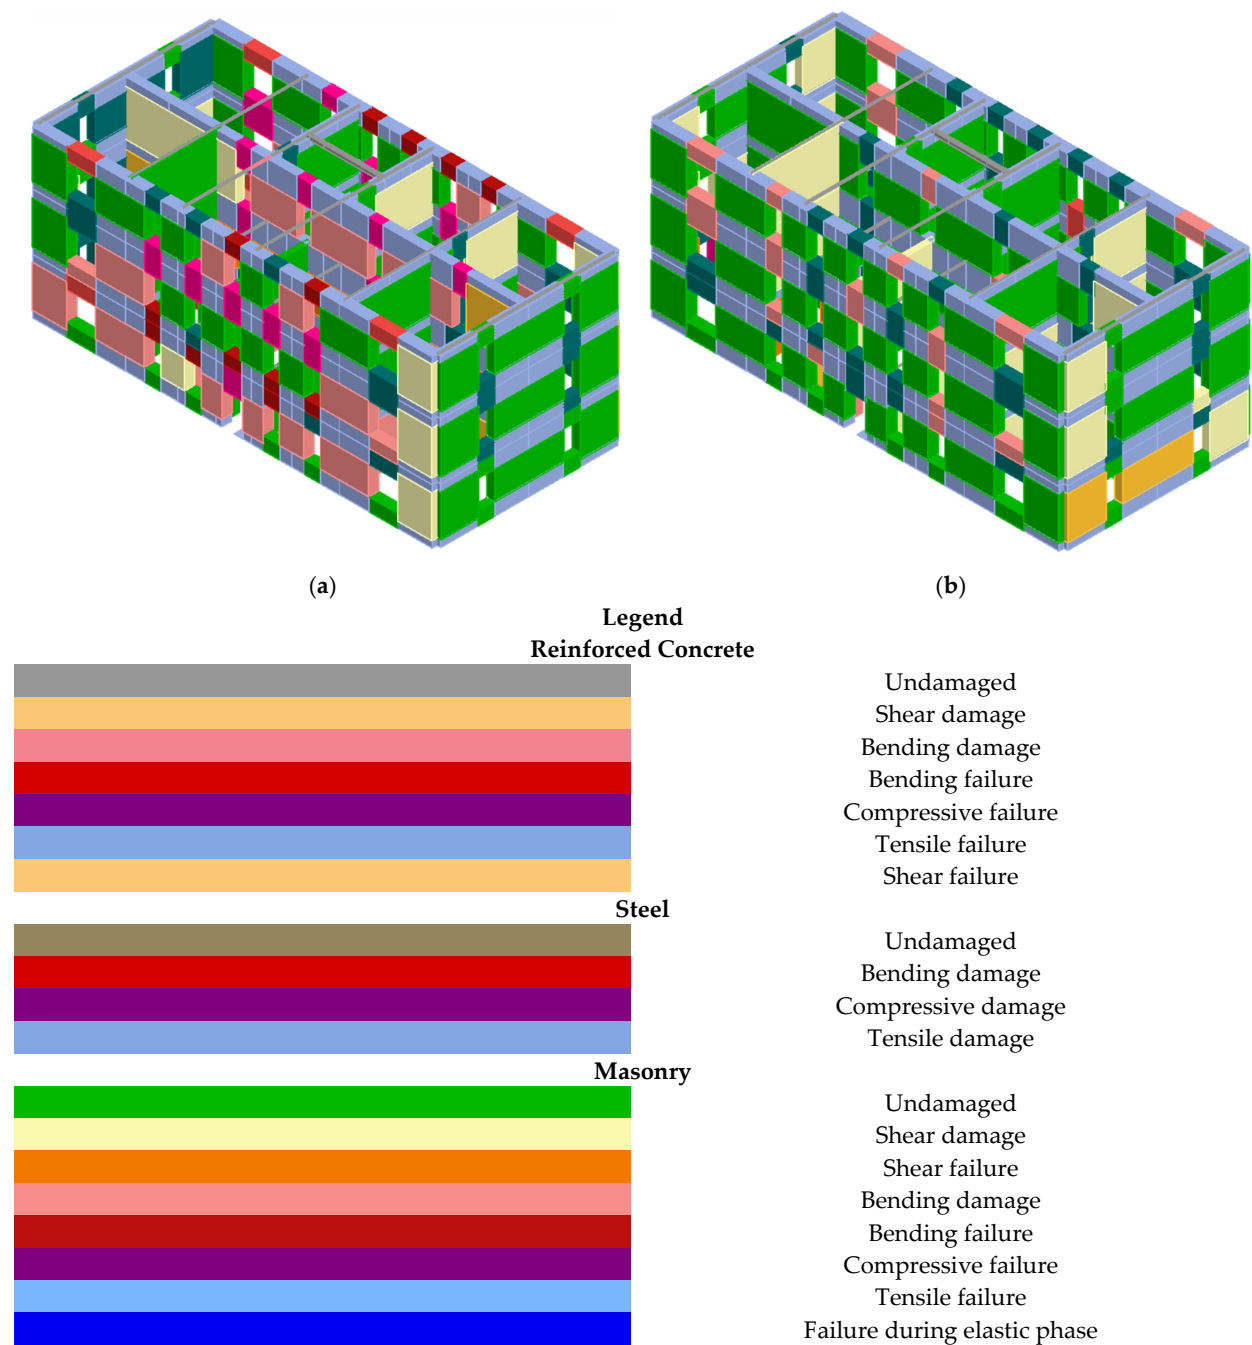 (a) (b)
Legend
Reinforced Concrete
Undamaged
Shear damage
Bending damage
Bending failure
Compressive failure
Tensile failure
Shear failure
Steel
Undamaged
Bending damage
Compressive damage
Tensile damage
Masonry
Undamaged
Shear damage
Shear failure
Bending damage
Bending failure
Compressive failure
Tensile failure
Failure during elastic phase